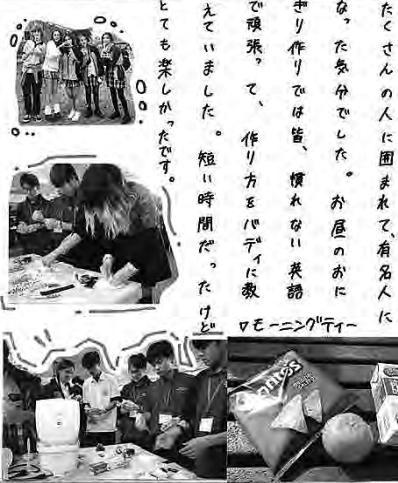 たくさんの人に囲まれて、有名人に
なった気分でした。お昼のおに
ぎり作りでは皆、慣れない英語
で頑張って、作り方をバディに教
えていました。短い時間だったけど
とても楽しかったです。
▽モーニングティー